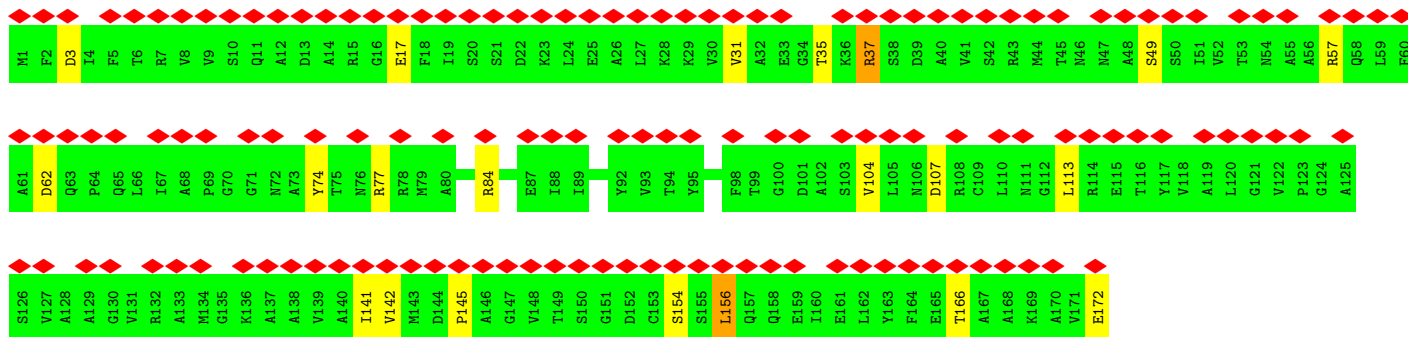 M1 F2 D3 I4 F5 T6 R7 V8 V9 S10 Q11 A12 D13 A14 R15 G16 E17 F18 I19 S20 S21 D22 K23 L24 E25 A26 L27 K28 K29 V30 V31 A32 E33 G34 T35 K36 R37 S38 D39 A40 V41 S42 R43 M44 T45 N46 N47 A48 S49 S50 I51 V52 T53 N54 A55 A56 R57 Q58 L59 F60
A61 D62 Q63 P64 Q65 L66 I67 A68 P69 G70 G71 N72 A73 Y74 T75 N76 R77 R78 M79 A80 R84 E87 I88 I89 Y92 V93 T94 Y95 F98 T99 G100 D101 A102 S103 V104 L105 N106 D107 R108 C109 L110 N111 G112 L113 R114 E115 T116 Y117 V118 A119 L120 G121 V122 P123 G124 A125
S126 V127 A128 A129 G130 V131 R132 A133 M134 G135 K136 A137 A138 V139 A140 I141 V142 M143 D144 P145 A146 G147 V148 T149 S150 G151 D152 C153 S154 S155 L156 Q157 Q158 E159 I160 E161 L162 Y163 F164 E165 T166 A167 A168 K169 A170 V171 E172